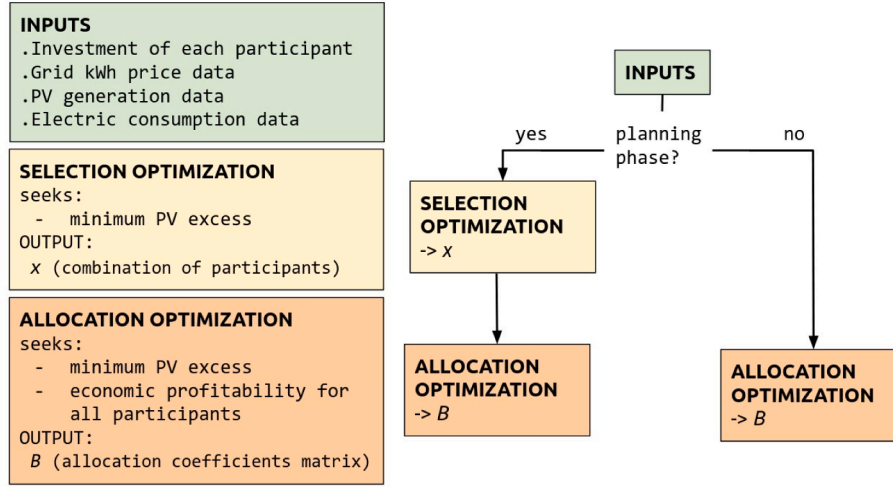 INPUTS
.Investment of each participant
.Grid kWh price data
.PV generation data
.Electric consumption data
SELECTION OPTIMIZATION
seeks:
- minimum PV excess
OUTPUT:
x (combination of participants)
ALLOCATION OPTIMIZATION
seeks:
- minimum PV excess
- economic profitability for
all participants
OUTPUT:
B (allocation coefficients matrix)
INPUTS
yes
planning
phase?
no
SELECTION
OPTIMIZATION
-> x
ALLOCATION
OPTIMIZATION
-> B
ALLOCATION
OPTIMIZATION
-> B